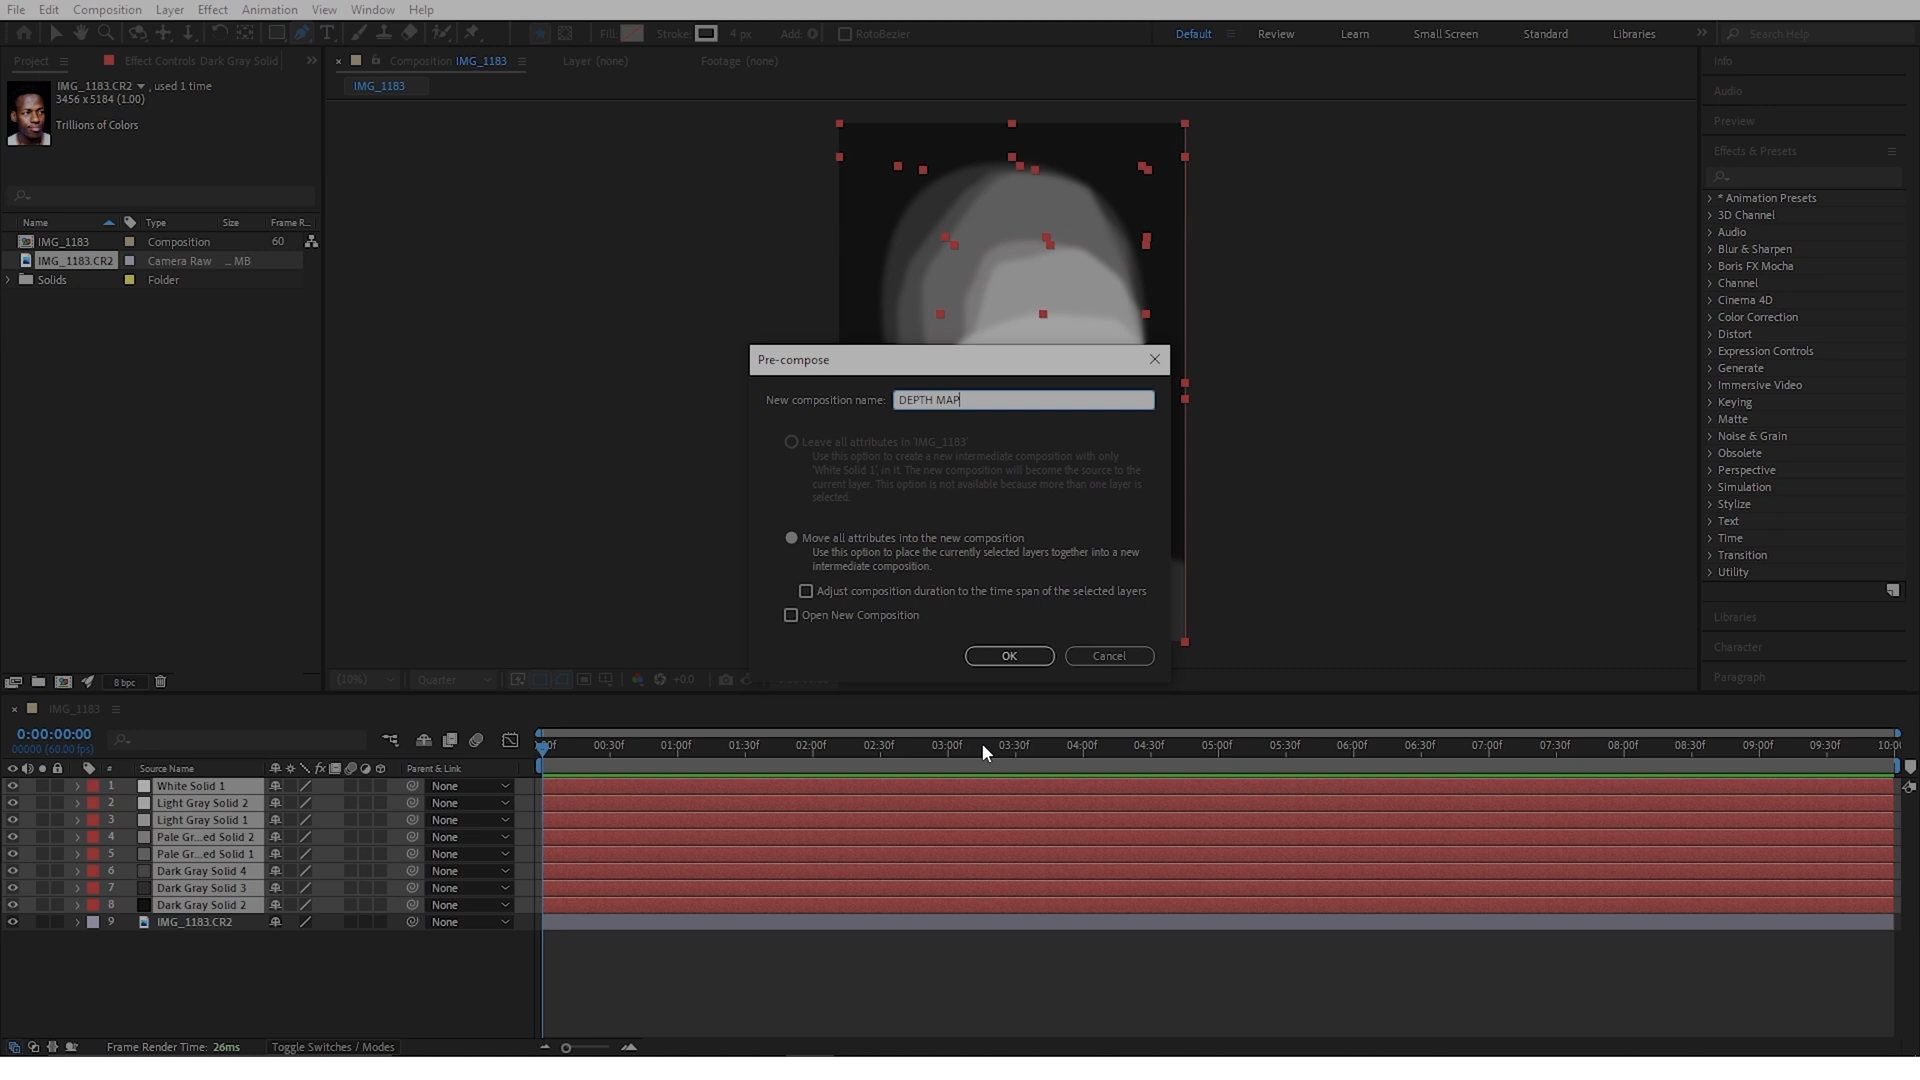 File Edit Composition Layer Effect Animation View Window Help
Fill: Stroke: 4 px Add: RotoBezier Default Review Learn Small Screen Standard Libraries Search Help
Project Effect Controls Dark Gray Solid
Composition IMG_1183 Layer (none) Footage (none)
IMG_1183
IMG_1183.CR2 , used 1 time
3456 x 5184 (1.00)
Trillions of Colors
Name Type Size Frame R...
IMG_1183 Composition 60
IMG_1183.CR2 Camera Raw ... MB
Solids Folder
8 bpc
Pre-compose
New composition name: DEPTH MAP
Leave all attributes in 'IMG_1183'
Use this option to create a new intermediate composition with only
'White Solid 1', in it. The new composition will become the source to the
current layer. This option is not available because more than one layer is
selected.
Move all attributes into the new composition
Use this option to place the currently selected layers together into a new
intermediate composition.
Adjust composition duration to the time span of the selected layers
Open New Composition
OK Cancel
(10%) Quarter +0.0
Info
Audio
Preview
Effects & Presets
* Animation Presets
3D Channel
Audio
Blur & Sharpen
Boris FX Mocha
Channel
Cinema 4D
Color Correction
Distort
Expression Controls
Generate
Immersive Video
Keying
Matte
Noise & Grain
Obsolete
Perspective
Simulation
Stylize
Text
Time
Transition
Utility
Libraries
Character
Paragraph
IMG_1183
0:00:00:00
00000 (60.00 fps)
00:30f 01:00f 01:30f 02:00f 02:30f 03:00f 03:30f 04:00f 04:30f 05:00f 05:30f 06:00f 06:30f 07:00f 07:30f 08:00f 08:30f 09:00f 09:30f 10:00
# Source Name fx Parent & Link
1 White Solid 1 None
2 Light Gray Solid 2 None
3 Light Gray Solid 1 None
4 Pale Gr...ed Solid 2 None
5 Pale Gr...ed Solid 1 None
6 Dark Gray Solid 4 None
7 Dark Gray Solid 3 None
8 Dark Gray Solid 2 None
9 IMG_1183.CR2 None
Frame Render Time: 26ms Toggle Switches / Modes